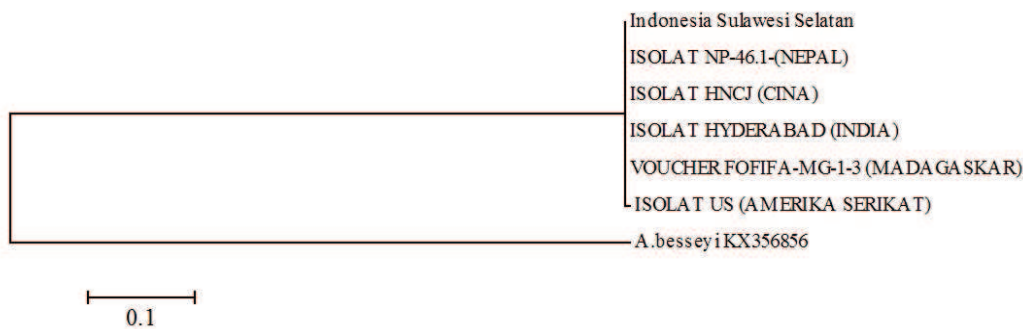 Indonesia Sulawesi Selatan
ISOLAT NP-46.1-(NEPAL)
ISOLAT HNCJ (CINA)
ISOLAT HYDERABAD (INDIA)
VOUCHER FOFIFA-MG-1-3 (MADAGASKAR)
ISOLAT US (AMERIKA SERIKAT)
A.besseyi KX356856
0.1